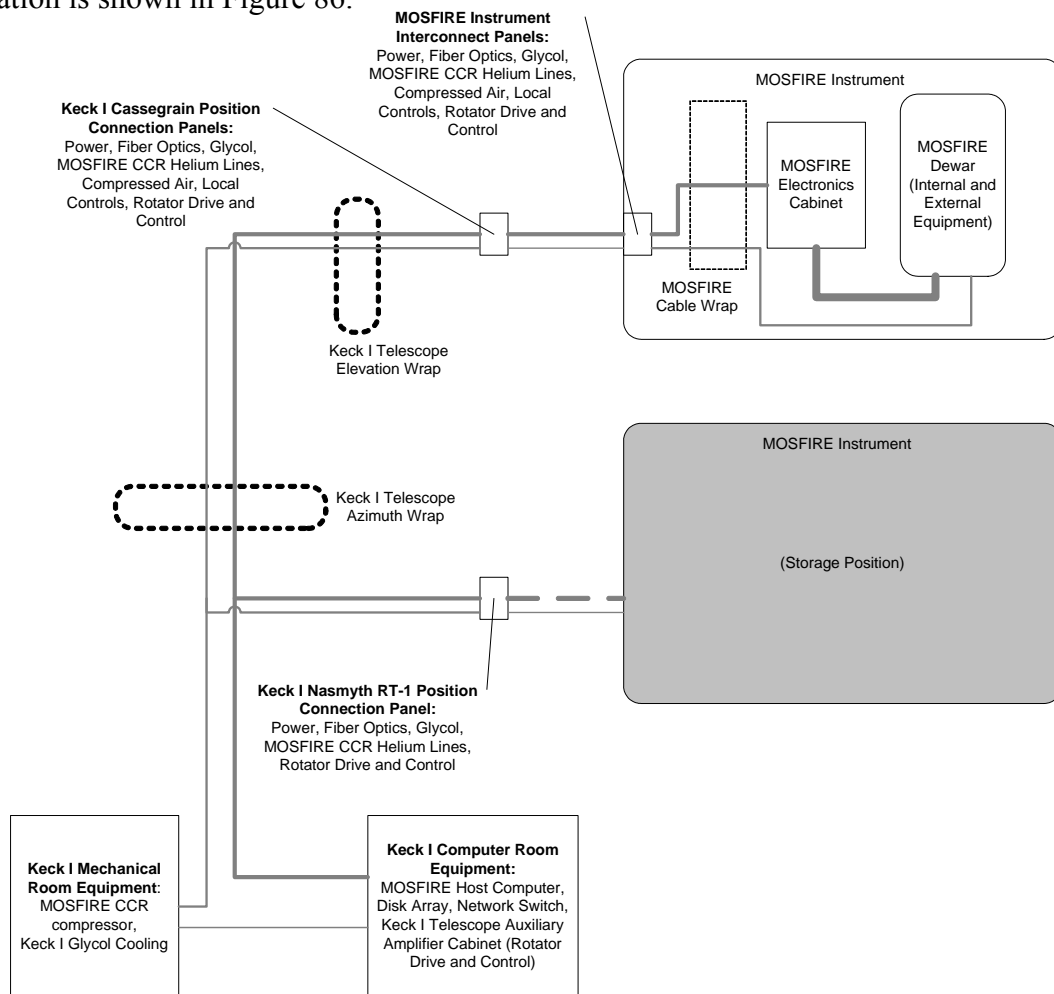 ation is shown in Figure 86.
MOSFIRE Instrument
Interconnect Panels:
Power, Fiber Optics, Glycol,
MOSFIRE CCR Helium Lines,
Compressed Air, Local
Controls, Rotator Drive and
Control
Keck I Cassegrain Position
Connection Panels:
Power, Fiber Optics, Glycol,
MOSFIRE CCR Helium Lines,
Compressed Air, Local
Controls, Rotator Drive and
Control
MOSFIRE Instrument
MOSFIRE
Electronics
Cabinet
MOSFIRE
Dewar
(Internal and
External
Equipment)
MOSFIRE
Cable Wrap
Keck I Telescope
Elevation Wrap
MOSFIRE Instrument
Keck I Telescope
Azimuth Wrap
(Storage Position)
Keck I Nasmyth RT-1 Position
Connection Panel:
Power, Fiber Optics, Glycol,
MOSFIRE CCR Helium Lines,
Rotator Drive and Control
Keck I Mechanical
Room Equipment:
MOSFIRE CCR
compressor,
Keck I Glycol Cooling
Keck I Computer Room
Equipment:
MOSFIRE Host Computer,
Disk Array, Network Switch,
Keck I Telescope Auxiliary
Amplifier Cabinet (Rotator
Drive and Control)